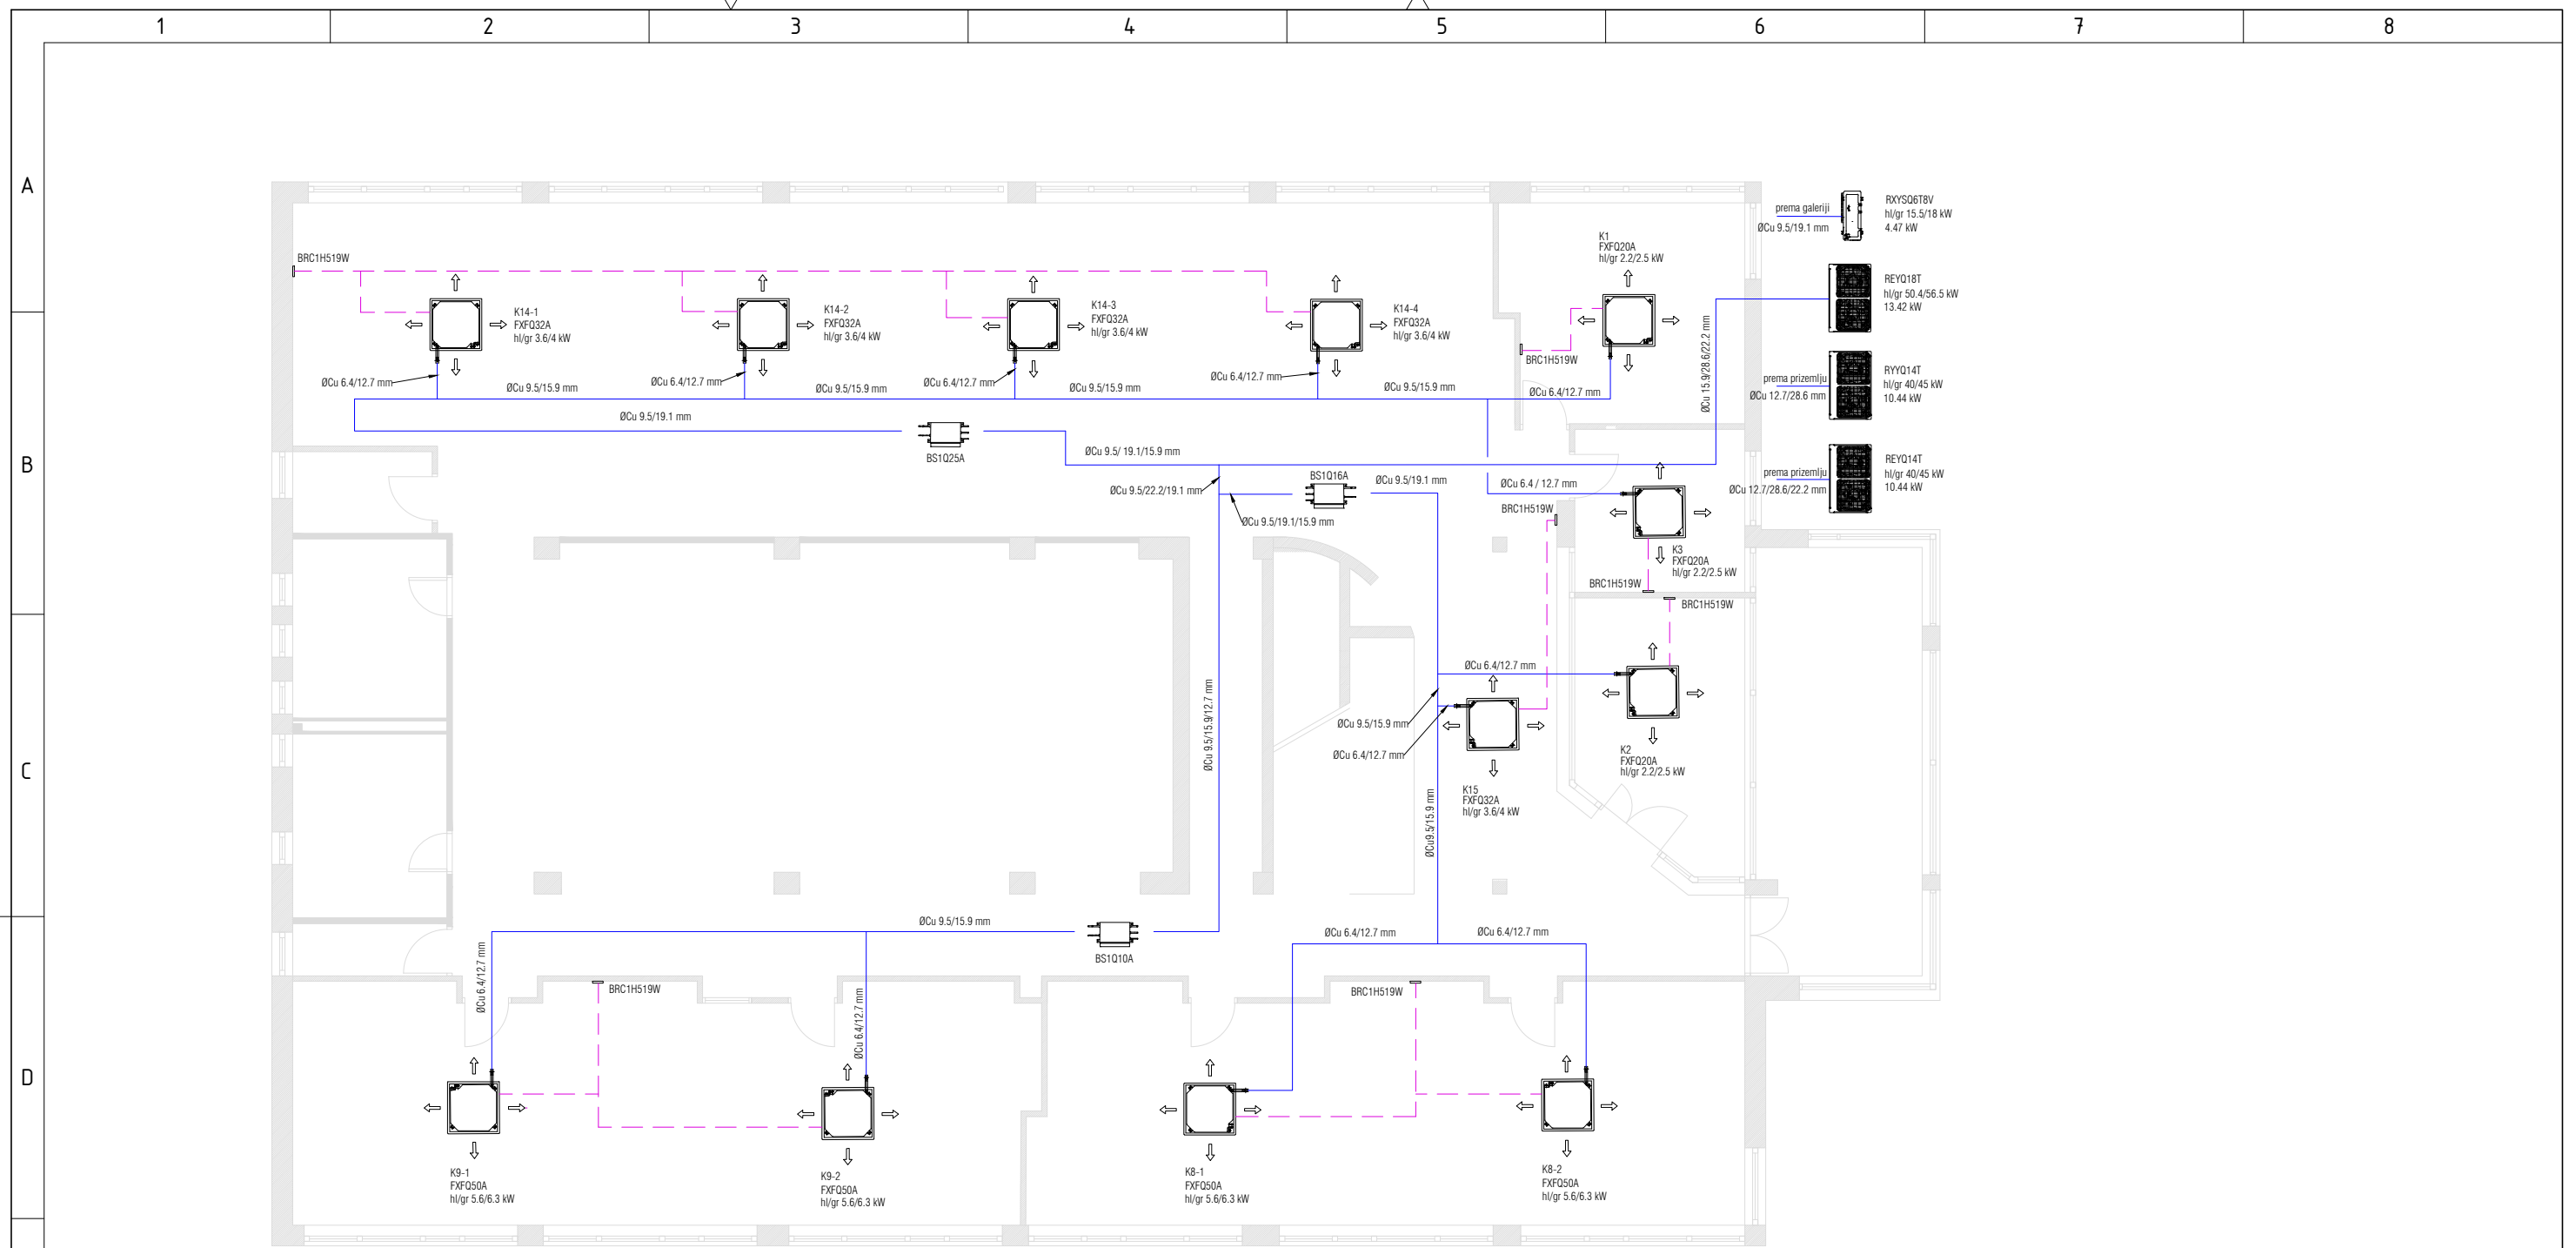 1 2 3 4 5 6 7 8
A
B
C
D
prema galeriji
ØCu 9.5/19.1 mm
RXYSQ6T8V
hl/gr 15.5/18 kW
4.47 kW
REYQ18T
hl/gr 50.4/56.5 kW
13.42 kW
prema prizemlju
ØCu 12.7/28.6 mm
RYYQ14T
hl/gr 40/45 kW
10.44 kW
prema prizemlju
ØCu 12.7/28.6/22.2 mm
REYQ14T
hl/gr 40/45 kW
10.44 kW
BRC1H519W
K14-1
FXFQ32A
hl/gr 3.6/4 kW
K14-2
FXFQ32A
hl/gr 3.6/4 kW
K14-3
FXFQ32A
hl/gr 3.6/4 kW
K14-4
FXFQ32A
hl/gr 3.6/4 kW
K1
FXFQ20A
hl/gr 2.2/2.5 kW
BRC1H519W
ØCu 15.9/28.6/22.2 mm
ØCu 6.4/12.7 mm
ØCu 9.5/15.9 mm
ØCu 6.4/12.7 mm
ØCu 9.5/15.9 mm
ØCu 6.4/12.7 mm
ØCu 9.5/15.9 mm
ØCu 6.4/12.7 mm
ØCu 9.5/15.9 mm
ØCu 6.4/12.7 mm
ØCu 9.5/19.1 mm
BS1Q25A
ØCu 9.5/ 19.1/15.9 mm
ØCu 9.5/22.2/19.1 mm
BS1Q16A
ØCu 9.5/19.1 mm
ØCu 9.5/19.1/15.9 mm
ØCu 6.4 / 12.7 mm
BRC1H519W
K3
FXFQ20A
hl/gr 2.2/2.5 kW
BRC1H519W
BRC1H519W
ØCu 6.4/12.7 mm
ØCu 9.5/15.9/12.7 mm
ØCu 9.5/15.9 mm
ØCu 6.4/12.7 mm
K2
FXFQ20A
hl/gr 2.2/2.5 kW
K15
FXFQ32A
hl/gr 3.6/4 kW
ØCu9.5/15.9 mm
ØCu 9.5/15.9 mm
BS1Q10A
ØCu 6.4/12.7 mm
ØCu 6.4/12.7 mm
ØCu 6.4/12.7 mm
ØCu 6.4/12.7 mm
BRC1H519W
BRC1H519W
K9-1
FXFQ50A
hl/gr 5.6/6.3 kW
K9-2
FXFQ50A
hl/gr 5.6/6.3 kW
K8-1
FXFQ50A
hl/gr 5.6/6.3 kW
K8-2
FXFQ50A
hl/gr 5.6/6.3 kW